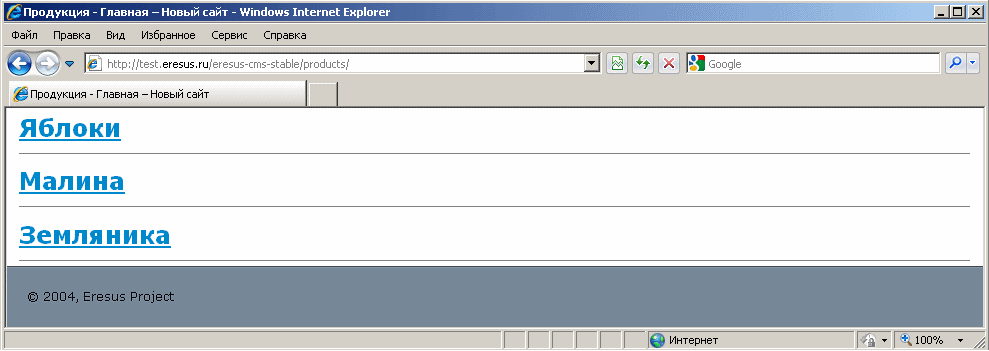 Продукция - Главная – Новый сайт - Windows Internet Explorer
Файл Правка Вид Избранное Сервис Справка
http://test.eresus.ru/eresus-cms-stable/products/ Google
Продукция - Главная – Новый сайт
Яблоки
Малина
Земляника
© 2004, Eresus Project
Интернет 100%